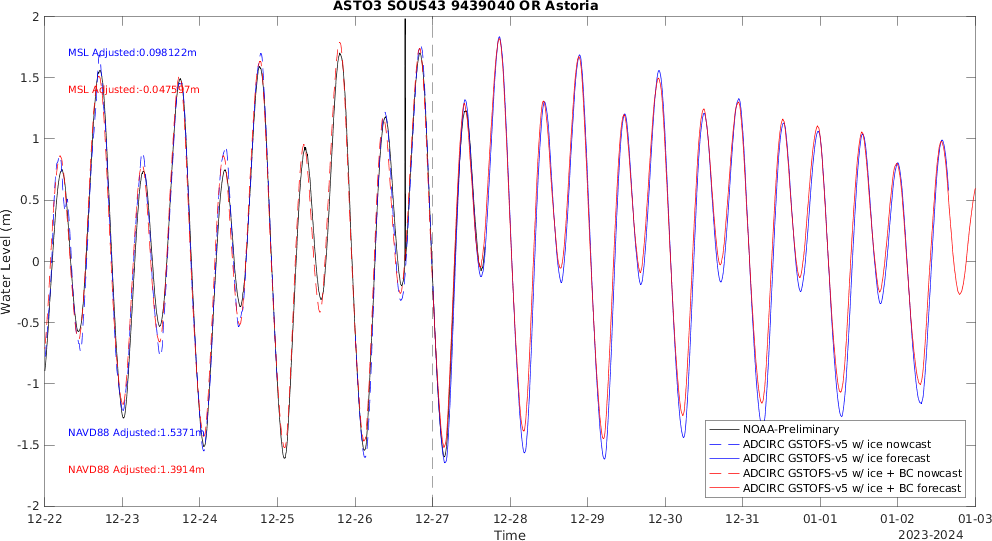 ASTO3 SOUS43 9439040 OR Astoria
2
1.5
1
0.5
0
-0.5
-1
-1.5
-2
Water Level (m)
MSL Adjusted:0.098122m
MSL Adjusted:-0.047597m
NAVD88 Adjusted:1.5371m
NAVD88 Adjusted:1.3914m
NOAA-Preliminary
ADCIRC GSTOFS-v5 w/ ice nowcast
ADCIRC GSTOFS-v5 w/ ice forecast
ADCIRC GSTOFS-v5 w/ ice + BC nowcast
ADCIRC GSTOFS-v5 w/ ice + BC forecast
12-22 12-23 12-24 12-25 12-26 12-27 12-28 12-29 12-30 12-31 01-01 01-02 01-03
2023-2024
Time